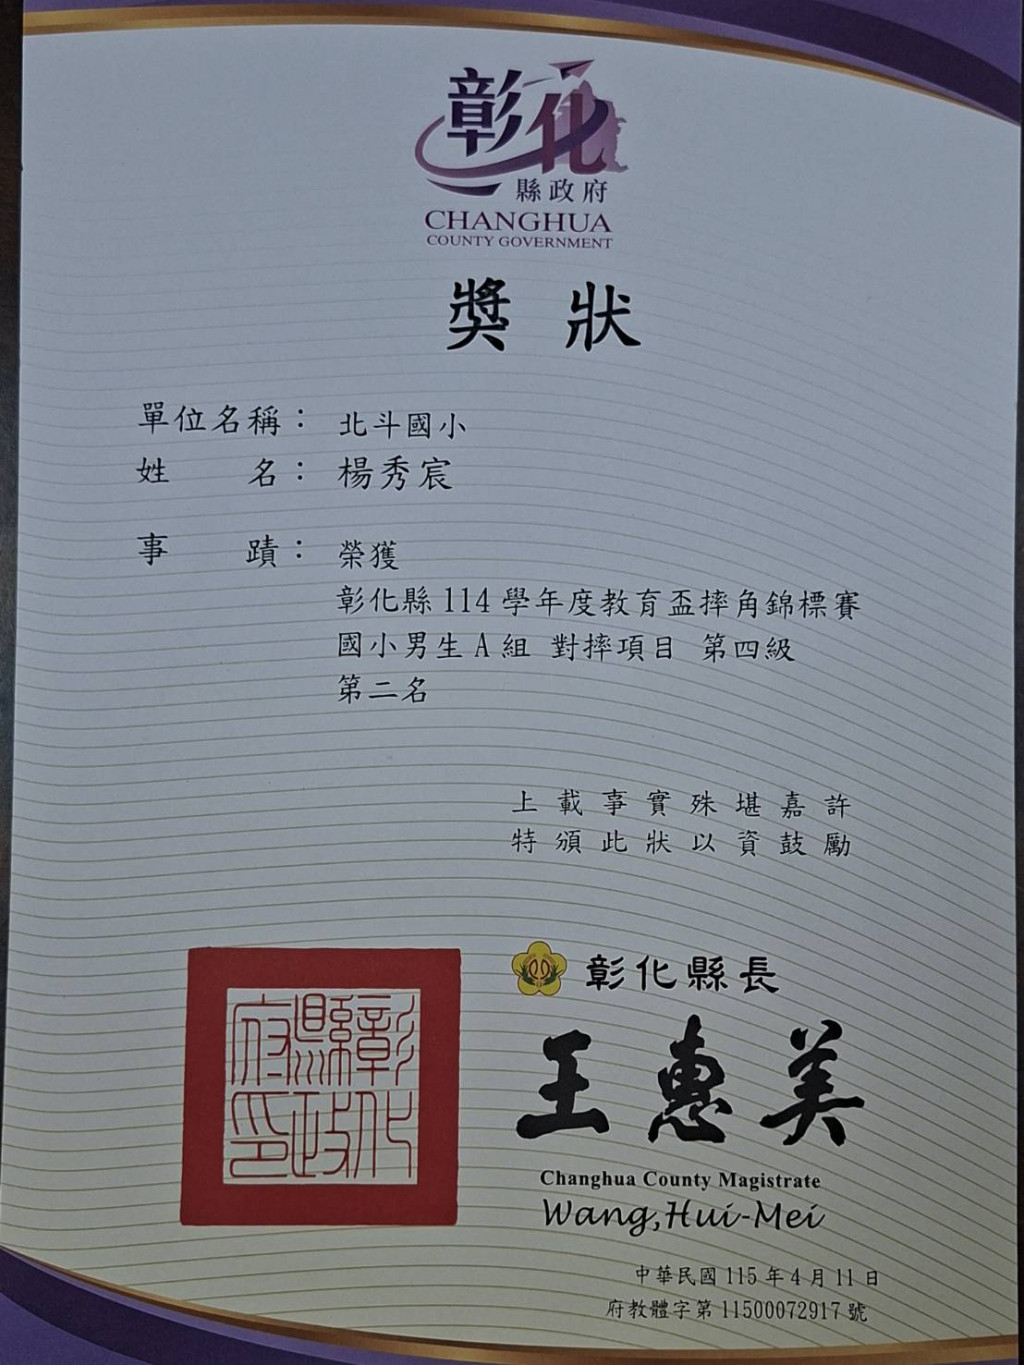 彰化
縣政府
CHANGHUA
COUNTY GOVERNMENT
獎狀
單位名稱：北斗國小
姓名：楊秀宸
事蹟：榮獲
彰化縣114學年度教育盃摔角錦標賽
國小男生A組 對摔項目 第四級
第二名
上載事實殊堪嘉許
特頒此狀以資鼓勵
彰化縣政府印
彰化縣長
王惠美
Changhua County Magistrate
Wang,Hui-Mei
中華民國115年4月11日
府教體字第11500072917號